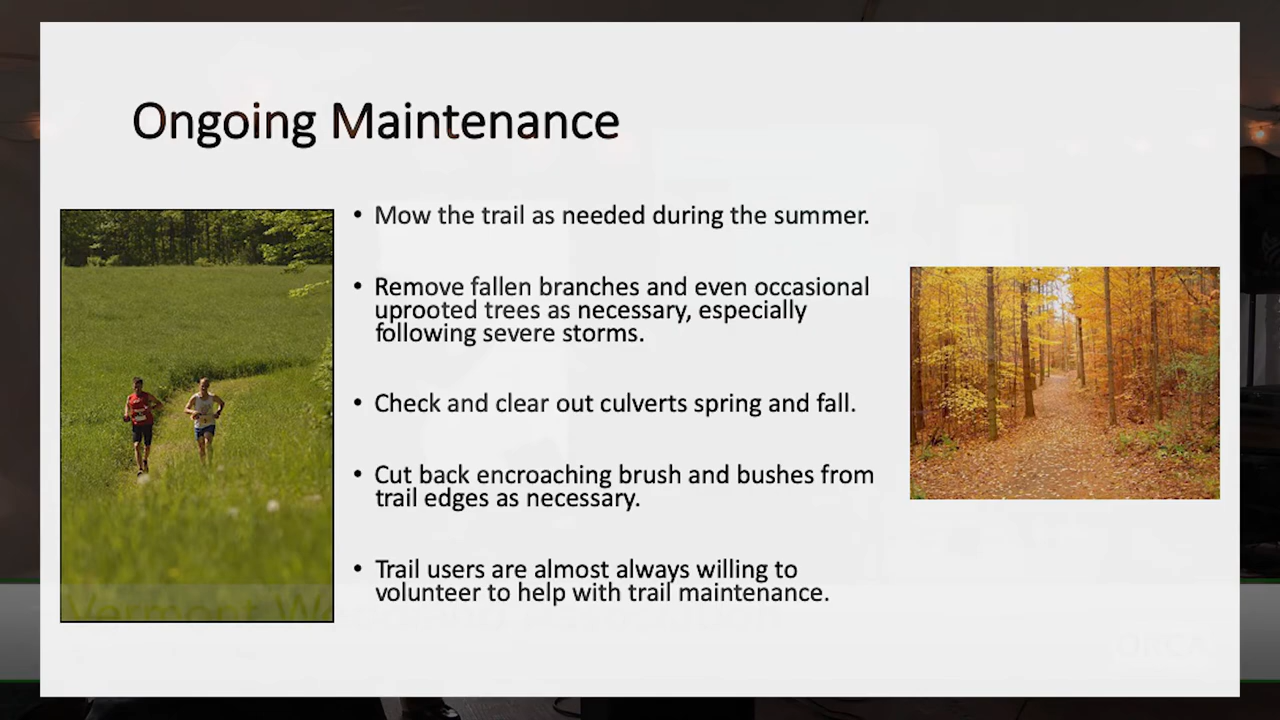 Ongoing Maintenance
• Mow the trail as needed during the summer.
• Remove fallen branches and even occasional
uprooted trees as necessary, especially
following severe storms.
• Check and clear out culverts spring and fall.
• Cut back encroaching brush and bushes from
trail edges as necessary.
• Trail users are almost always willing to
volunteer to help with trail maintenance.
Vermont
ORCA